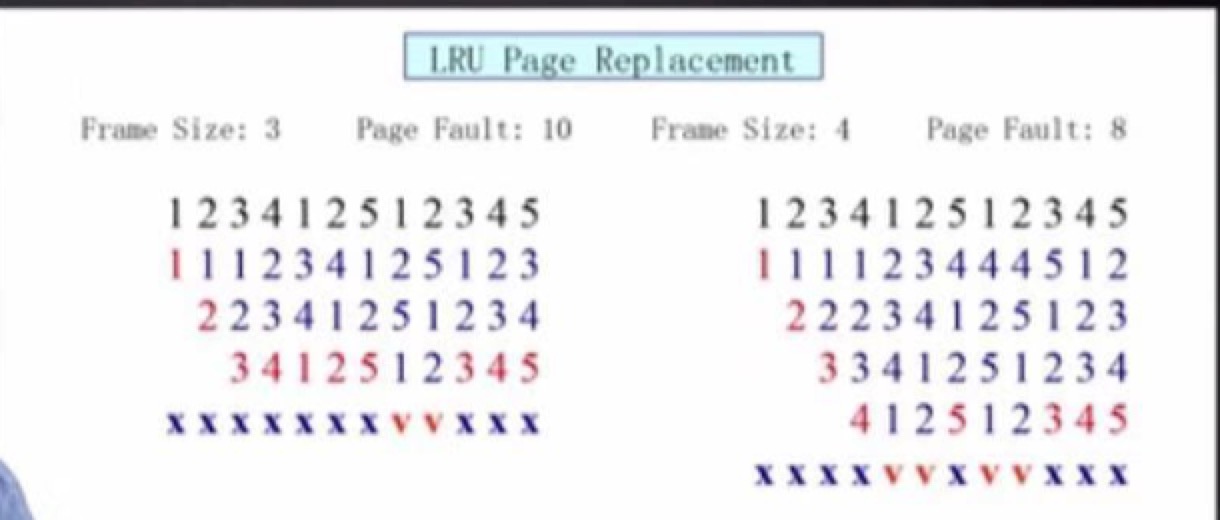 LRU Page Replacement
Frame Size: 3 Page Fault: 10 Frame Size: 4 Page Fault: 8
1 2 3 4 1 2 5 1 2 3 4 5
1 1 1 2 3 4 1 2 5 1 2 3
2 2 3 4 1 2 5 1 2 3 4
3 4 1 2 5 1 2 3 4 5
x x x x x x x v v x x x
1 2 3 4 1 2 5 1 2 3 4 5
1 1 1 1 2 3 4 4 4 5 1 2
2 2 2 3 4 1 2 5 1 2 3
3 3 4 1 2 5 1 2 3 4
4 1 2 5 1 2 3 4 5
x x x x v v x v v x x x